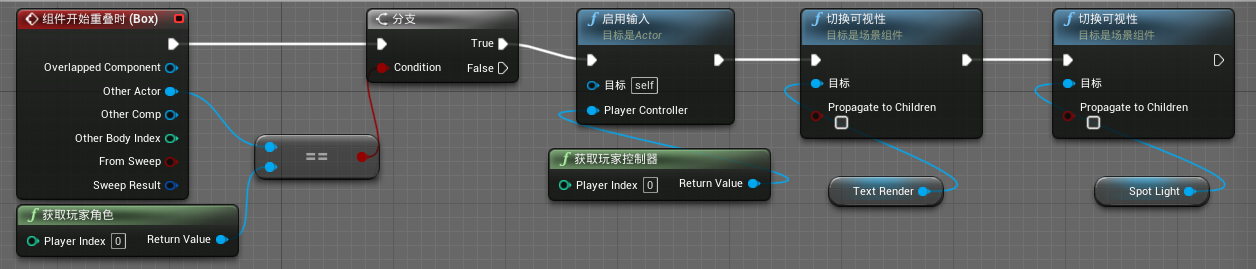 组件开始重叠时 (Box)
Overlapped Component
Other Actor
Other Comp
Other Body Index
From Sweep
Sweep Result
获取玩家角色
Player Index 0
Return Value
==
分支
True
Condition
False
启用输入
目标是Actor
目标 self
Player Controller
获取玩家控制器
Player Index 0
Return Value
切换可视性
目标是场景组件
目标
Propagate to Children
Text Render
切换可视性
目标是场景组件
目标
Propagate to Children
Spot Light